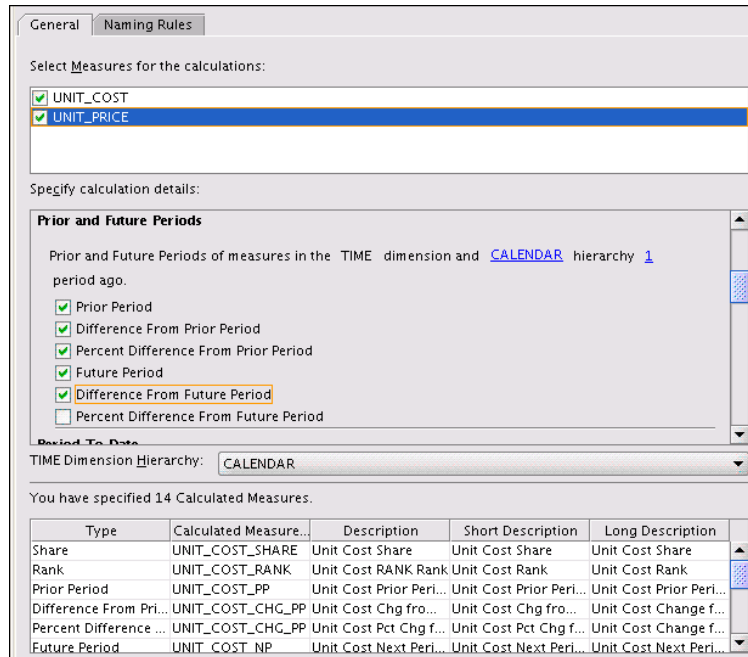 General Naming Rules
Select Measures for the calculations:
UNIT_COST
UNIT_PRICE
Specify calculation details:
Prior and Future Periods
Prior and Future Periods of measures in the TIME dimension and CALENDAR hierarchy 1
period ago.
Prior Period
Difference From Prior Period
Percent Difference From Prior Period
Future Period
Difference From Future Period
Percent Difference From Future Period
Period To Date
TIME Dimension Hierarchy: CALENDAR
You have specified 14 Calculated Measures.
Type Calculated Measure... Description Short Description Long Description
Share UNIT_COST_SHARE Unit Cost Share Unit Cost Share Unit Cost Share
Rank UNIT_COST_RANK Unit Cost RANK Rank Unit Cost Rank Unit Cost Rank
Prior Period UNIT_COST_PP Unit Cost Prior Peri... Unit Cost Prior Peri... Unit Cost Prior Peri...
Difference From Pri... UNIT_COST_CHG_PP Unit Cost Chg fro... Unit Cost Chg fro... Unit Cost Change f...
Percent Difference ... UNIT_COST_CHG_PP Unit Cost Pct Chg f... Unit Cost Pct Chg f... Unit Cost Change f...
Future Period UNIT_COST_NP Unit Cost Next Peri... Unit Cost Next Peri... Unit Cost Next Peri...